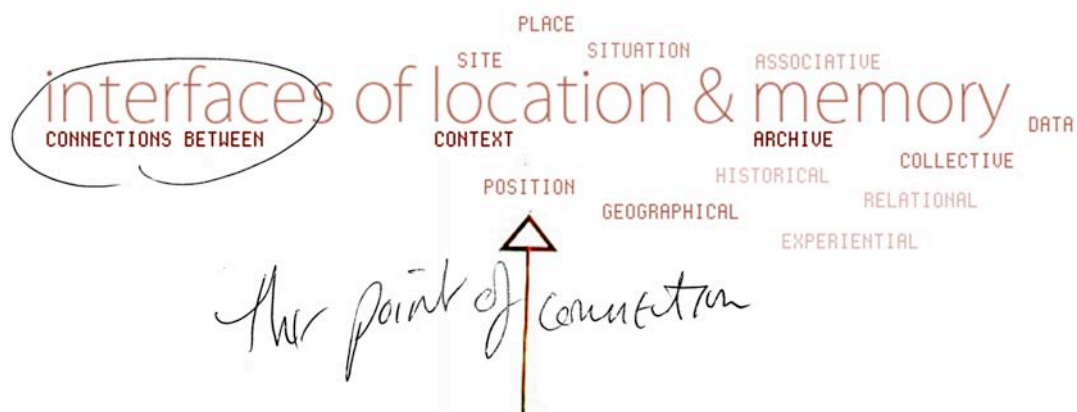 PLACE
SITE SITUATION ASSOCIATIVE
interfaces of location & memory
DATA
CONNECTIONS BETWEEN CONTEXT ARCHIVE
COLLECTIVE
HISTORICAL
POSITION
RELATIONAL
GEOGRAPHICAL
EXPERIENTIAL
the point of connection